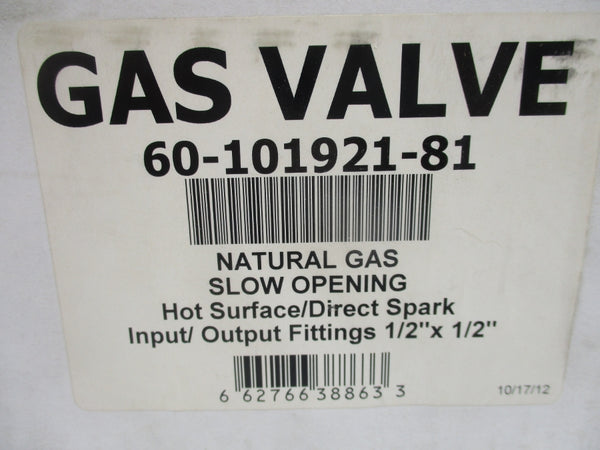 GAS VALVE
60-101921-81
NATURAL GAS
SLOW OPENING
Hot Surface/Direct Spark
Input/ Output Fittings 1/2"x 1/2"
6 62766 38863 3
10/17/12